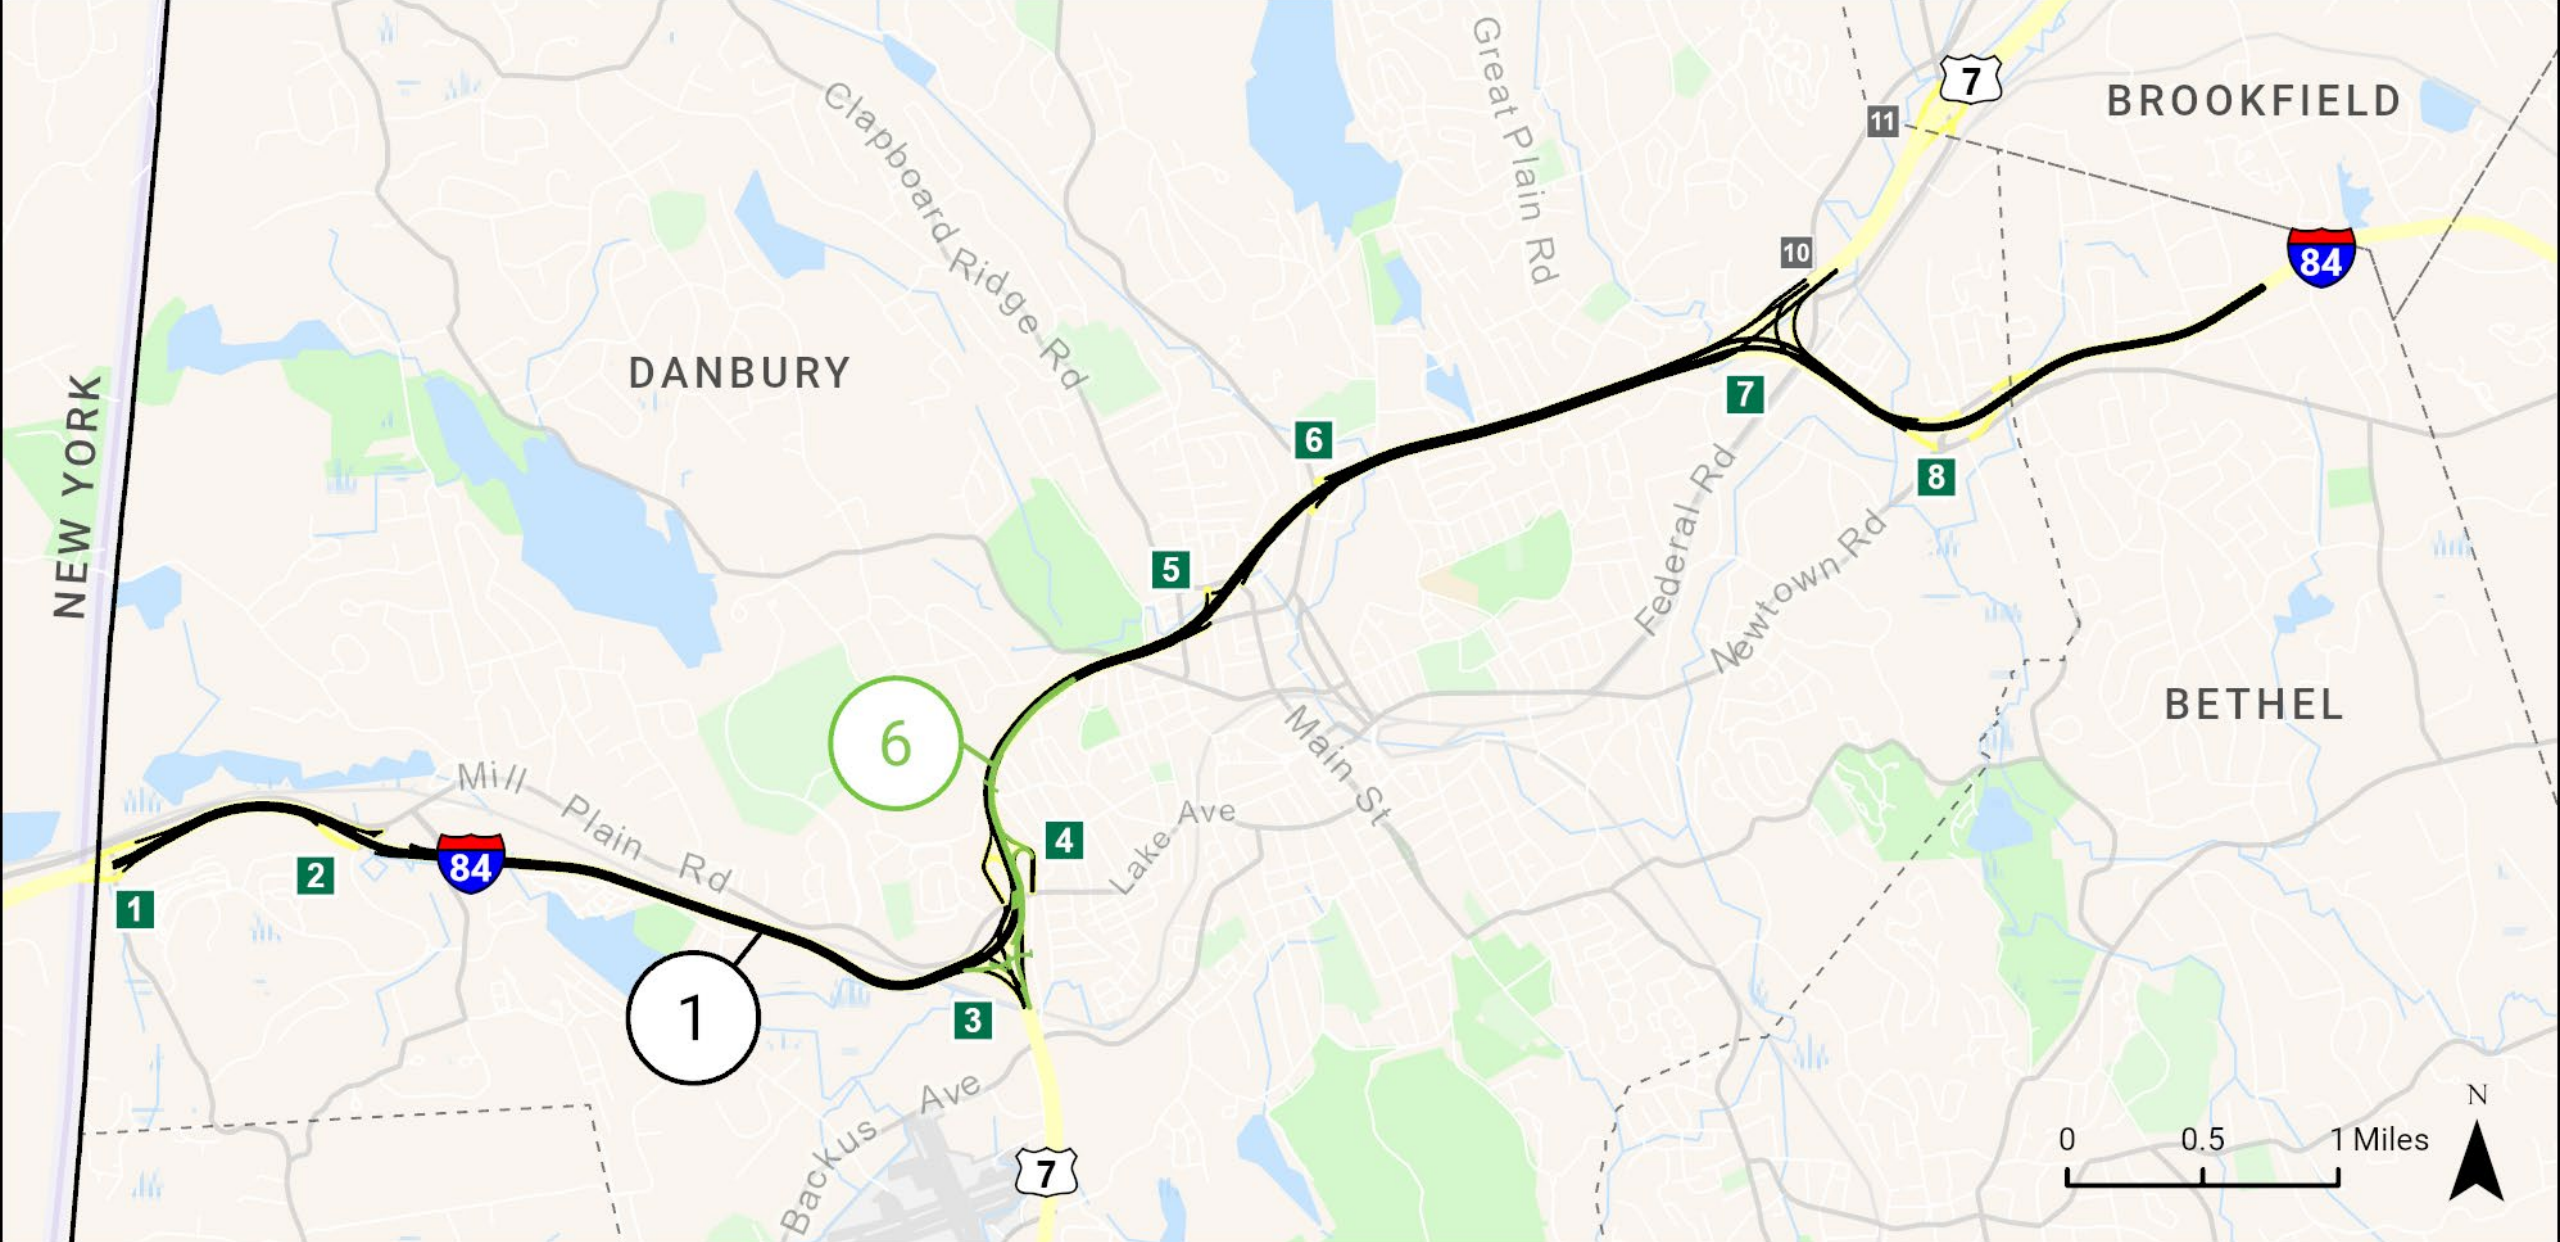 7
BROOKFIELD
Great Plain Rd
11
Clapboard Ridge Rd
10
84
DANBURY
7
NEW YORK
6
8
Federal Rd
Newtown Rd
5
BETHEL
6
Main St
Mill Plain Rd
Lake Ave
4
84
2
1
1
3
Backus Ave
7
N
0 0.5 1 Miles